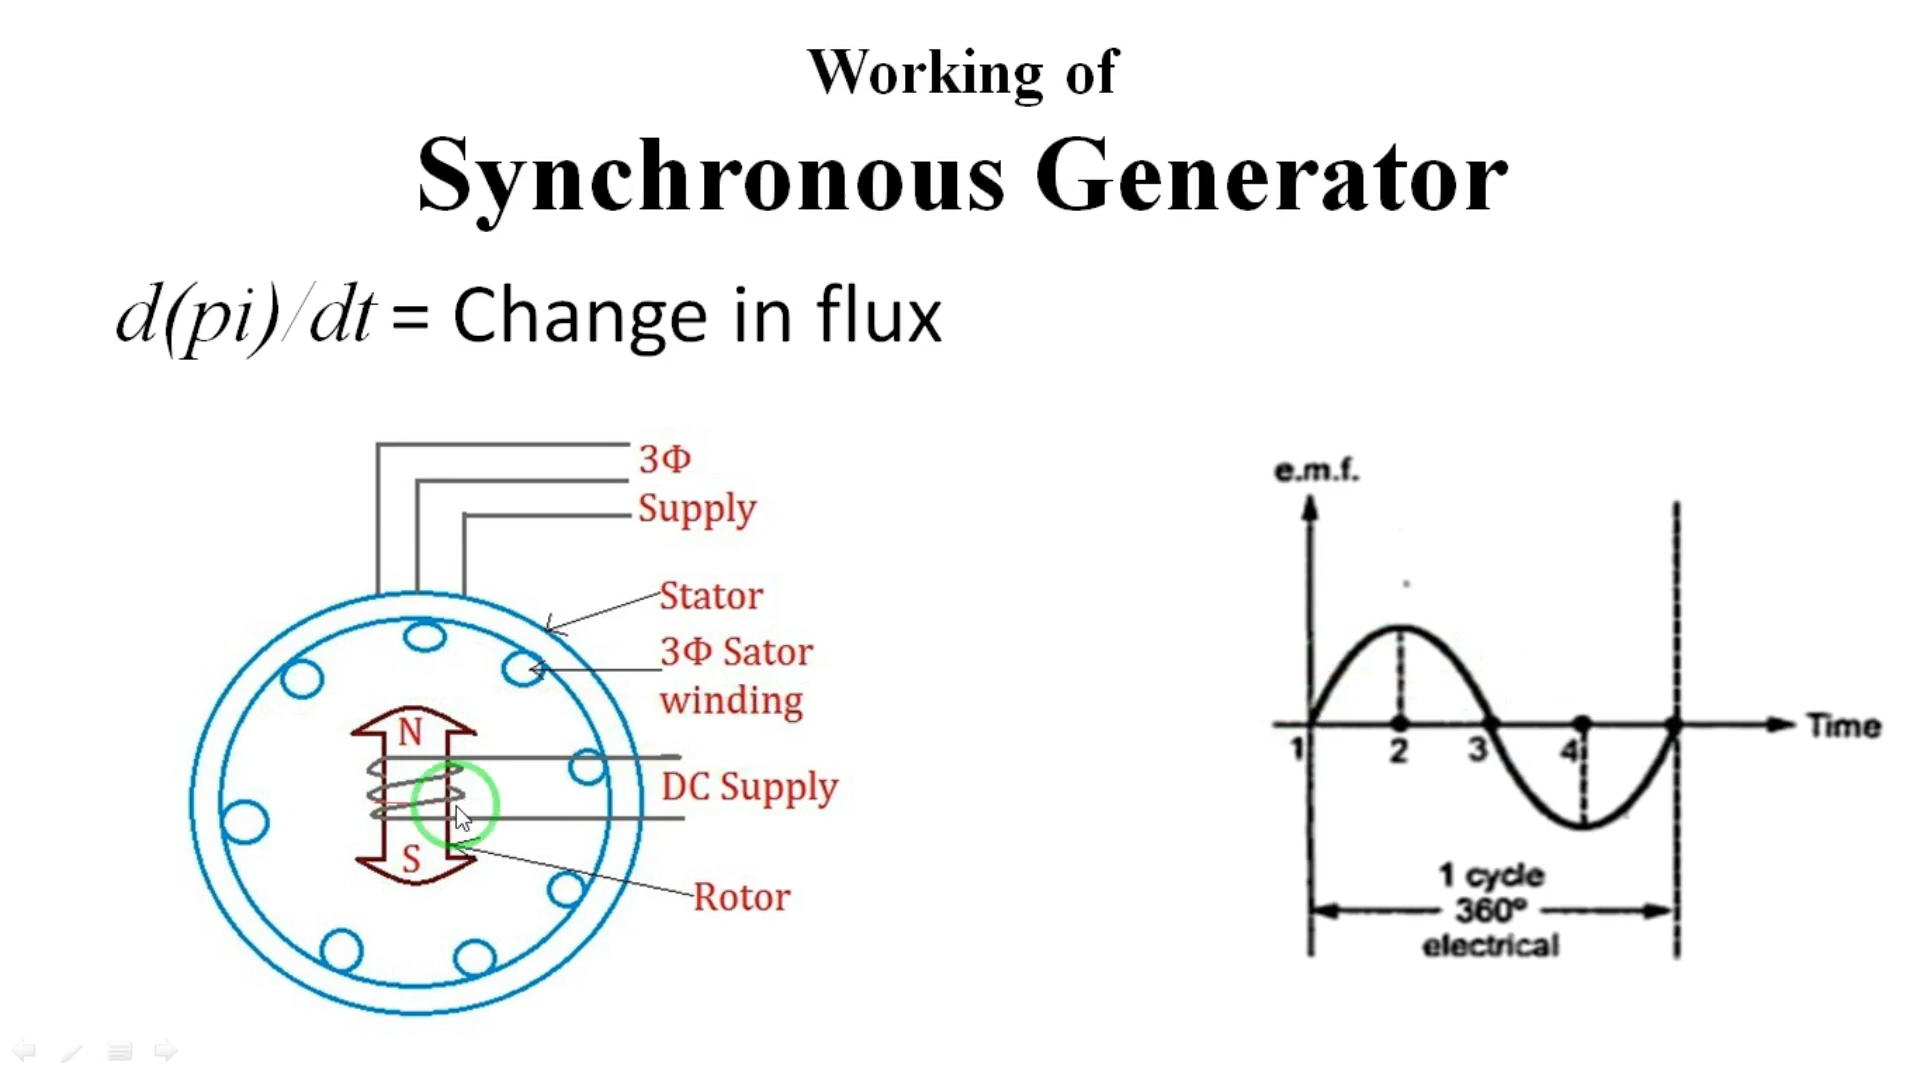 Working of
Synchronous Generator
d(pi)/dt = Change in flux
3Φ
Supply
Stator
3Φ Sator
winding
N
DC Supply
S
Rotor
e.m.f.
Time
1
2
3
4
1 cycle
360°
electrical